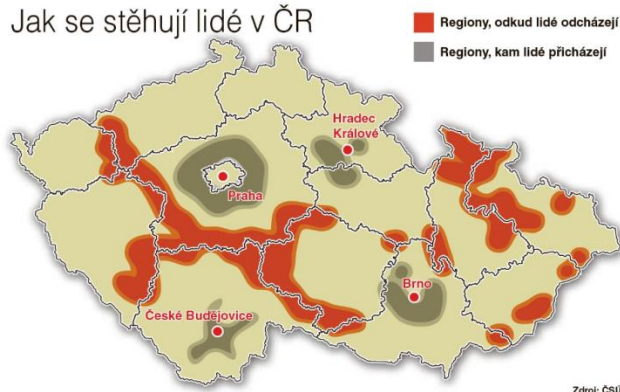 Jak se stěhují lidé v ČR
Regiony, odkud lidé odcházejí
Regiony, kam lidé přicházejí
Hradec
Králové
Praha
Brno
České Budějovice
Zdroj: ČSÚ